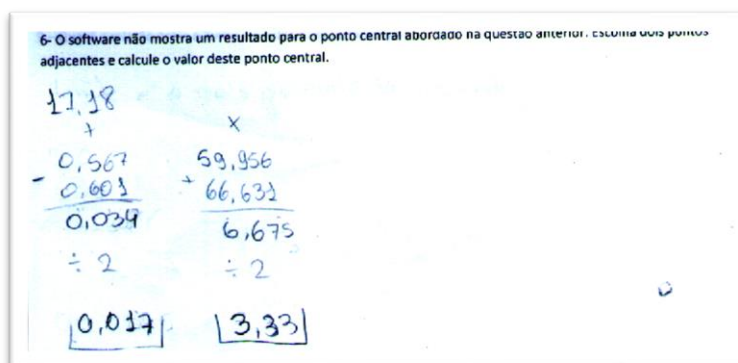 6- O software não mostra um resultado para o ponto central abordado na questão anterior. Escolha dois pontos
adjacentes e calcule o valor deste ponto central.
17,18
t x
0,567 59,956
- 0,601 + 66,631
0,034 6,675
÷ 2 ÷ 2
0,017 3,33